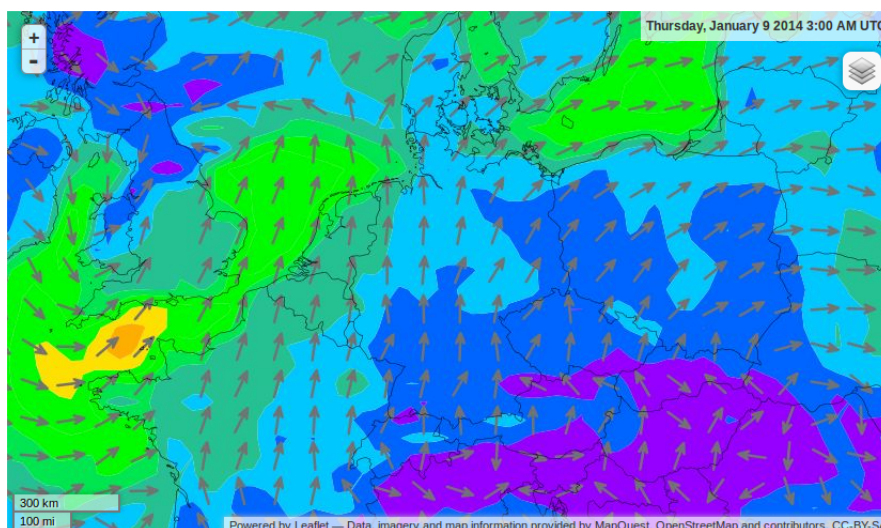 +
Thursday, January 9 2014 3:00 AM UTC
-
300 km
100 mi
Powered by Leaflet — Data, imagery and map information provided by MapQuest, OpenStreetMap and contributors, CC-BY-S